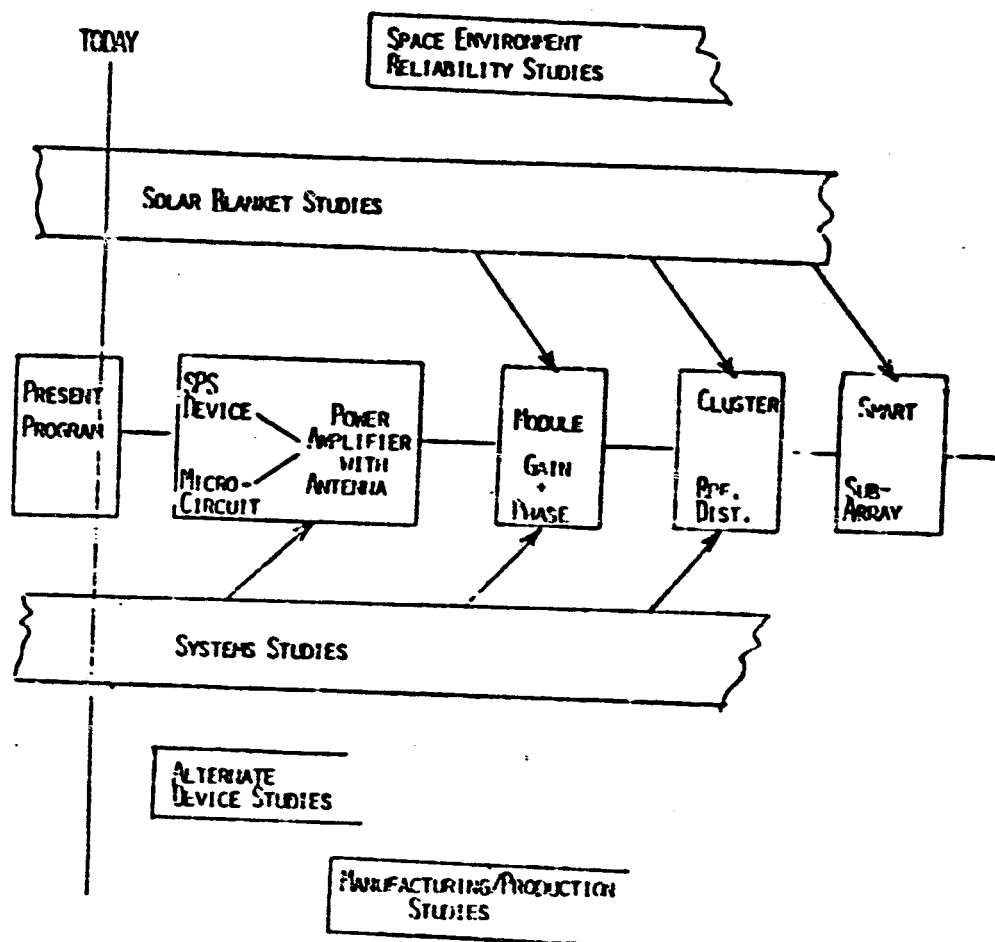 TODAY
SPACE ENVIRONMENT
RELIABILITY STUDIES
SOLAR BLANKET STUDIES
PRESENT
PROGRAM
SPS
DEVICE
MICRO-
CIRCUIT
POWER
AMPLIFIER
WITH
ANTENNA
MODULE
GAIN
+
PHASE
CLUSTER
DIST.
SMART
SUB-
ARRAY
SYSTEMS STUDIES
ALTERNATE
DEVICE STUDIES
MANUFACTURING/PRODUCTION
STUDIES